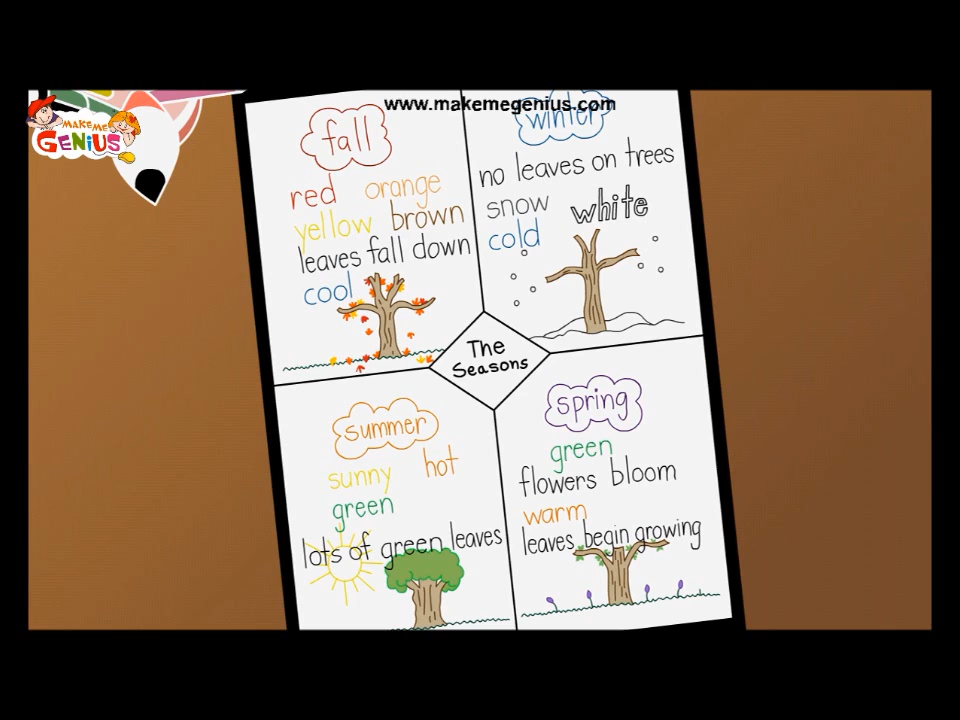 www.makemegenius.com
MAKE ME
GENiUS
fall
red orange
yellow brown
leaves fall down
cool
winter
no leaves on trees
snow white
cold
The
Seasons
summer
sunny hot
green
lots of green leaves
spring
green
flowers bloom
warm
leaves begin growing